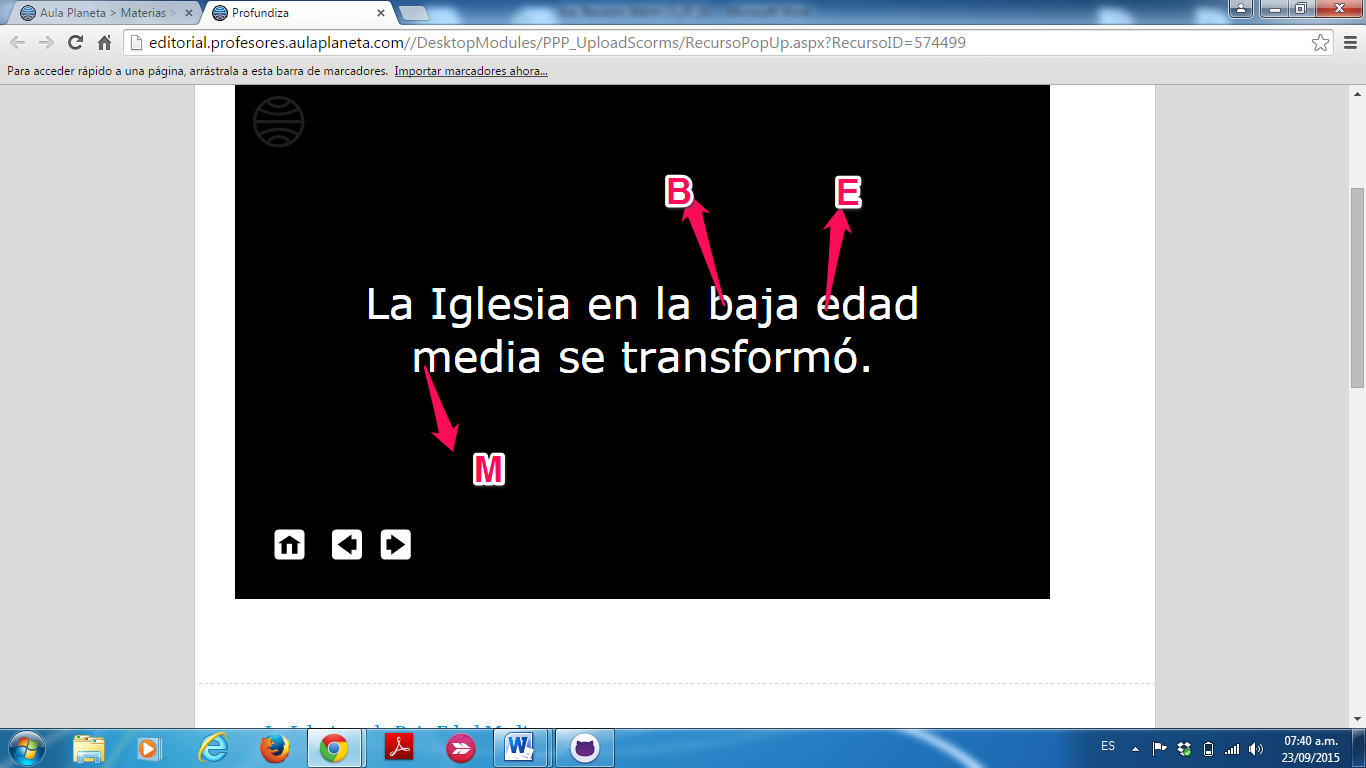 Aula Planeta > Materias >
Profundiza
editorial.profesores.aulaplaneta.com//DesktopModules/PPP_UploadScorms/RecursoPopUp.aspx?RecursoID=574499
Para acceder rápido a una página, arrástrala a esta barra de marcadores. Importar marcadores ahora...
B E
La Iglesia en la baja edad
media se transformó.
M
ES
07:40 a.m.
23/09/2015